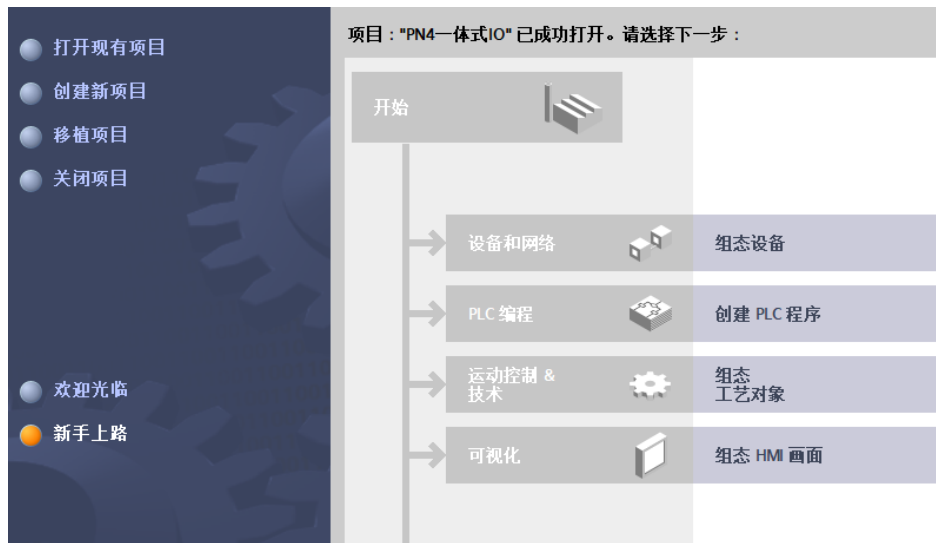 打开现有项目
创建新项目
移植项目
关闭项目
欢迎光临
新手上路
项目："PN4一体式IO" 已成功打开。请选择下一步：
开始
设备和网络
组态设备
PLC 编程
创建 PLC 程序
运动控制 &
技术
组态
工艺对象
可视化
组态 HMI 画面